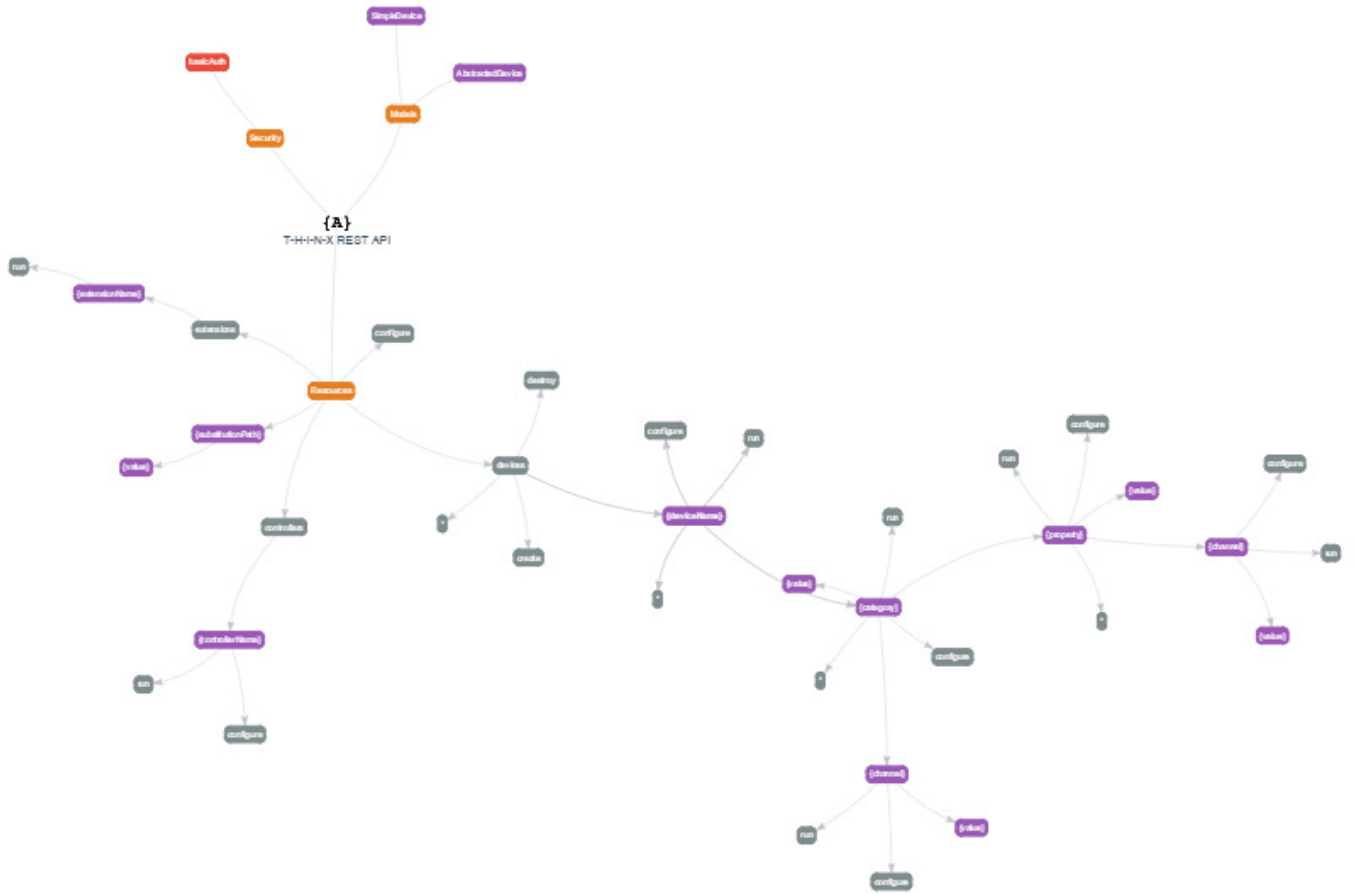 SimpleDevice
basicAuth
AbstractedDevice
Models
Security
{A}
T-H-I-N-X REST API
run
{extensionName}
extensions
configure
destroy
Resources
configure
{substitutionPath}
configure
run
configure
run
devices
{value}
{value}
{deviceName}
run
controllers
{property}
{channel}
run
*
create
{value}
*
{category}
*
{value}
{controllerName}
configure
*
run
configure
{channel}
{value}
run
configure